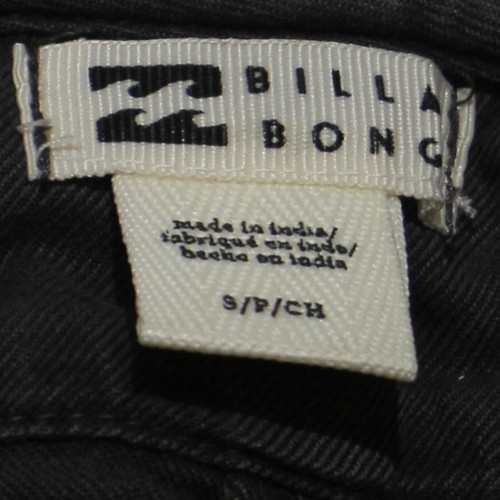 BILLA
BONG
made in india/
fabriqué en inde/
hecho en india
S/P/CH